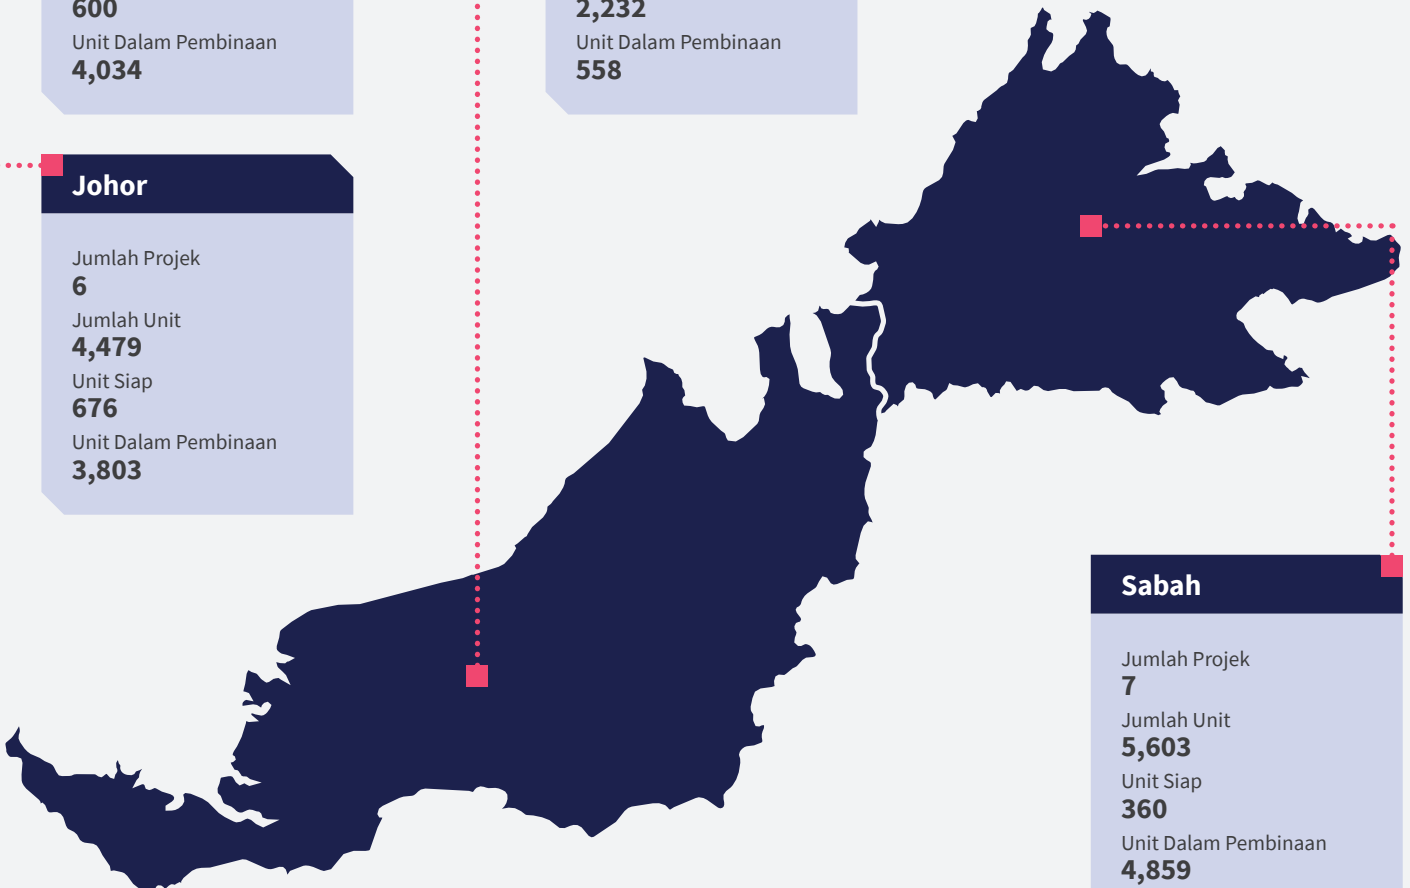 600
Unit Dalam Pembinaan
4,034
2,232
Unit Dalam Pembinaan
558
Johor
Jumlah Projek
6
Jumlah Unit
4,479
Unit Siap
676
Unit Dalam Pembinaan
3,803
Sabah
Jumlah Projek
7
Jumlah Unit
5,603
Unit Siap
360
Unit Dalam Pembinaan
4,859